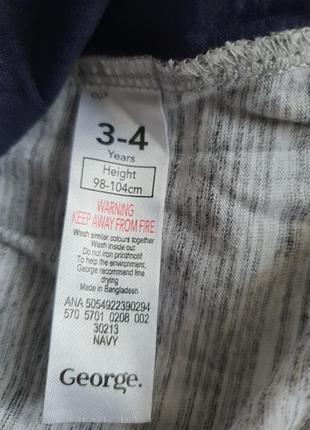 3-4
Years
Height
98-104cm
WARNING
KEEP AWAY FROM FIRE
Wash similar colours together
Wash inside out
Do not iron print/motif
To help the environment,
George recommend line
drying
Made in Bangladesh
ANA 5054922390294
570 5701 0208 002
30213
NAVY
George.